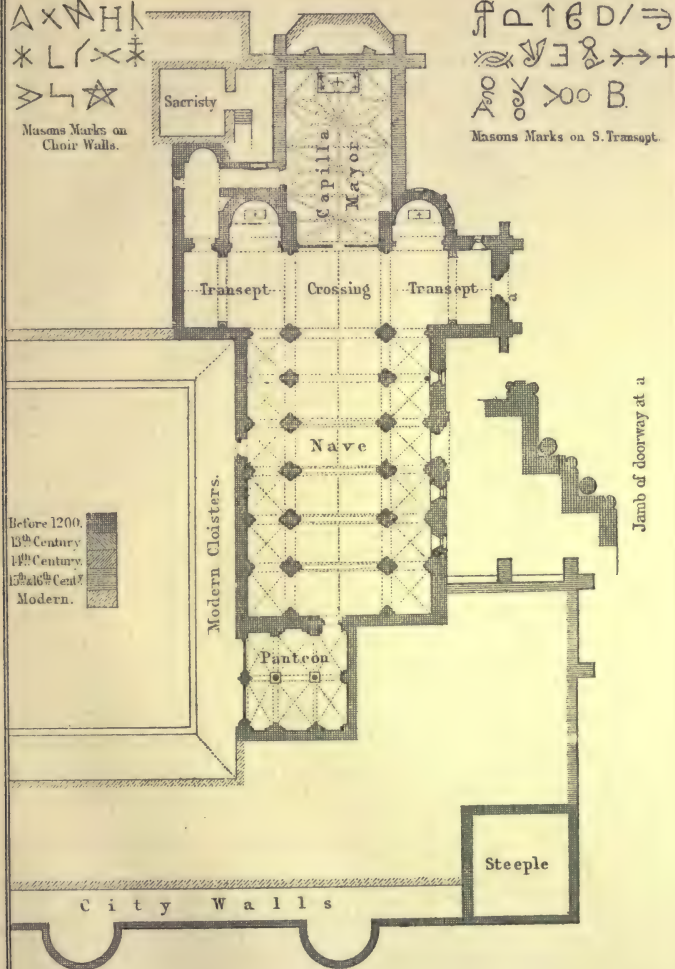 Masons Marks on
Choir Walls.
Masons Marks on S. Transept.
Sacristy
Capilla
Mayor
Transept
Crossing
Transept
a
Nave
Jamb of doorway at a
Before 1200.
13th Century
14th Century.
15th & 16th Centy
Modern.
Modern Cloisters.
Panteon
Steeple
City Walls